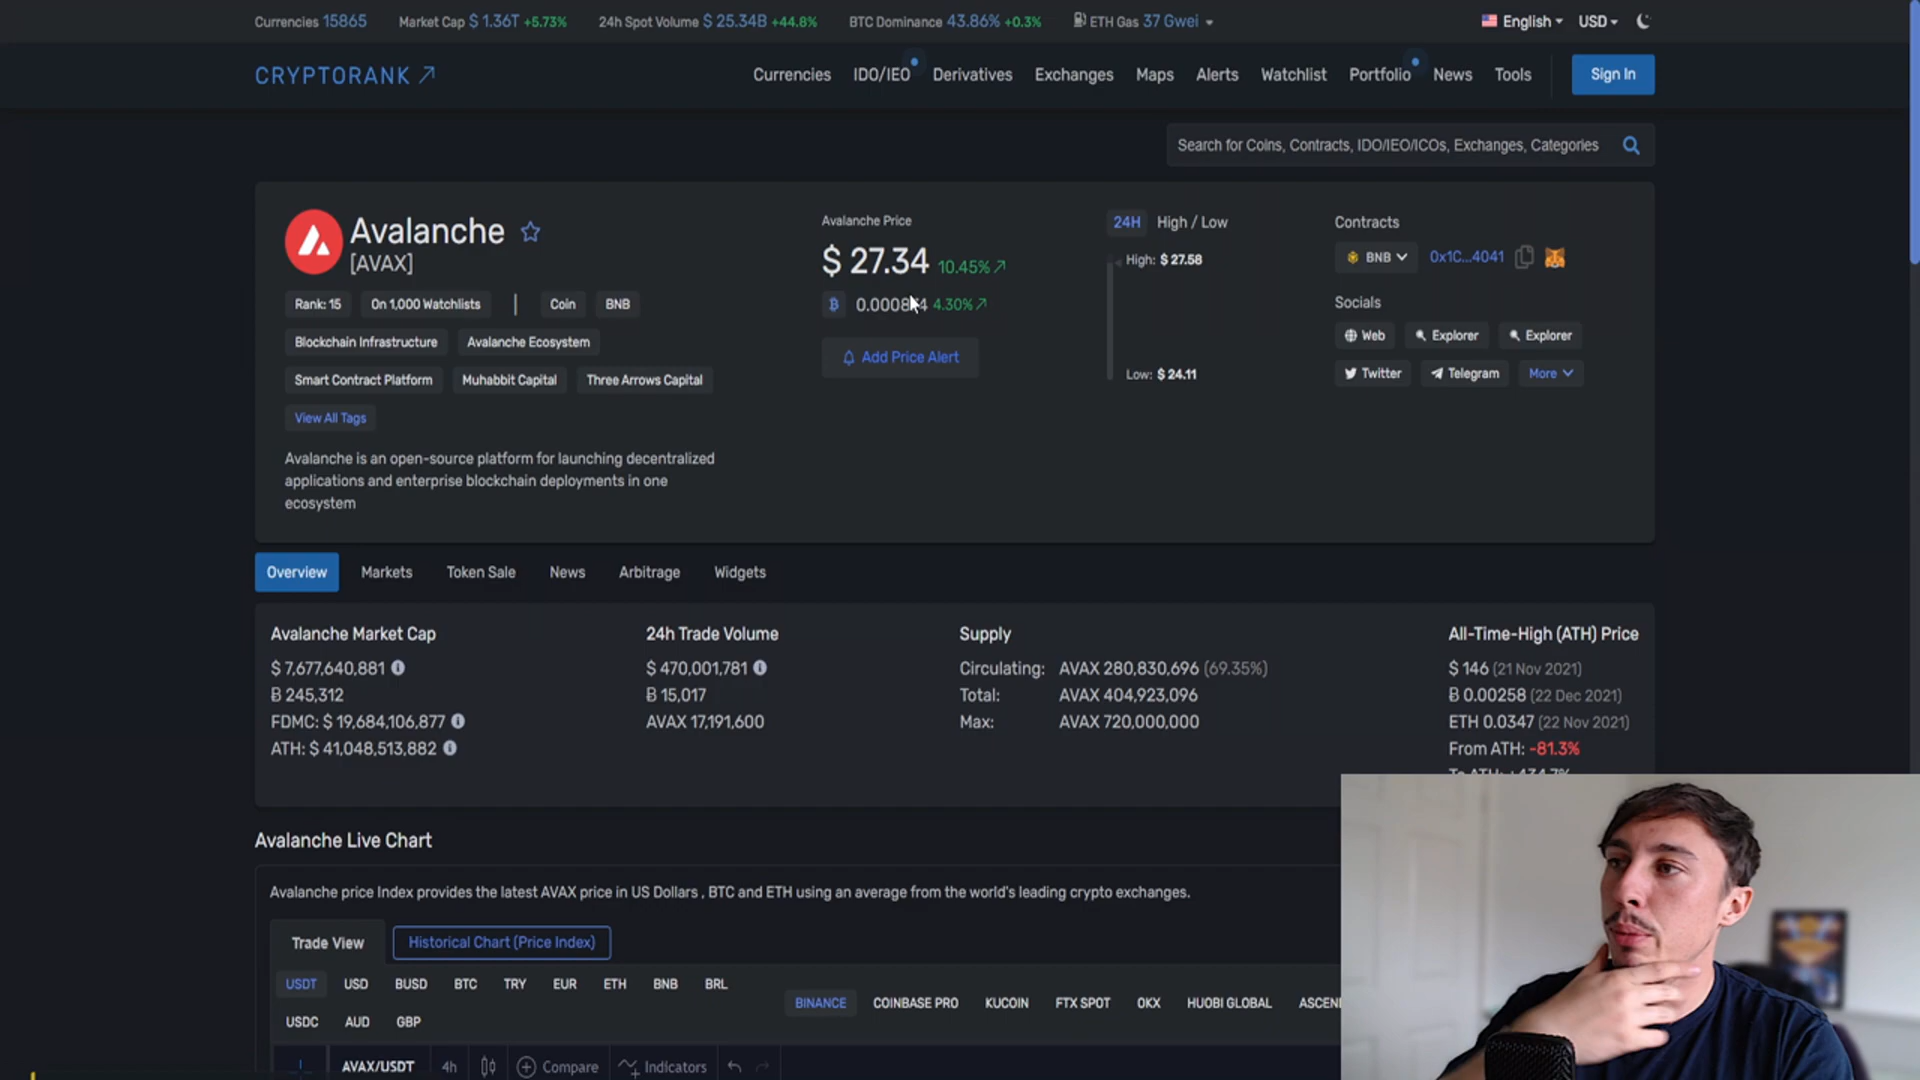 Currencies 15865 Market Cap $ 1.36T +5.73% 24h Spot Volume $ 25.34B +44.8% BTC Dominance 43.86% +0.3% ETH Gas 37 Gwei English USD
CRYPTORANK Currencies IDO/IEO Derivatives Exchanges Maps Alerts Watchlist Portfolio News Tools Sign In
Search for Coins, Contracts, IDO/IEO/ICOs, Exchanges, Categories
Avalanche
[AVAX]
Rank: 15 On 1,000 Watchlists | Coin BNB
Blockchain Infrastructure Avalanche Ecosystem
Smart Contract Platform Muhabbit Capital Three Arrows Capital
View All Tags
Avalanche is an open-source platform for launching decentralized
applications and enterprise blockchain deployments in one
ecosystem
Avalanche Price
$ 27.34 10.45%
4.30%
Add Price Alert
24H High / Low
High: $ 27.58
Low: $ 24.11
Contracts
BNB 0x1C...4041
Socials
Web Explorer Explorer
Twitter Telegram More
Overview Markets Token Sale News Arbitrage Widgets
Avalanche Market Cap
$ 7,677,640,881
Ƀ 245,312
FDMC: $ 19,684,106,877
ATH: $ 41,048,513,882
24h Trade Volume
$ 470,001,781
Ƀ 15,017
AVAX 17,191,600
Supply
Circulating: AVAX 280,830,696 (69.35%)
Total: AVAX 404,923,096
Max: AVAX 720,000,000
All-Time-High (ATH) Price
$ 146 (21 Nov 2021)
Ƀ 0.00258 (22 Dec 2021)
ETH 0.0347 (22 Nov 2021)
From ATH: -81.3%
Avalanche Live Chart
Avalanche price Index provides the latest AVAX price in US Dollars , BTC and ETH using an average from the world's leading crypto exchanges.
Trade View Historical Chart (Price Index)
USDT USD BUSD BTC TRY EUR ETH BNB BRL
USDC AUD GBP
BINANCE COINBASE PRO KUCOIN FTX SPOT OKX HUOBI GLOBAL ASCEN
AVAX/USDT 4h Compare Indicators